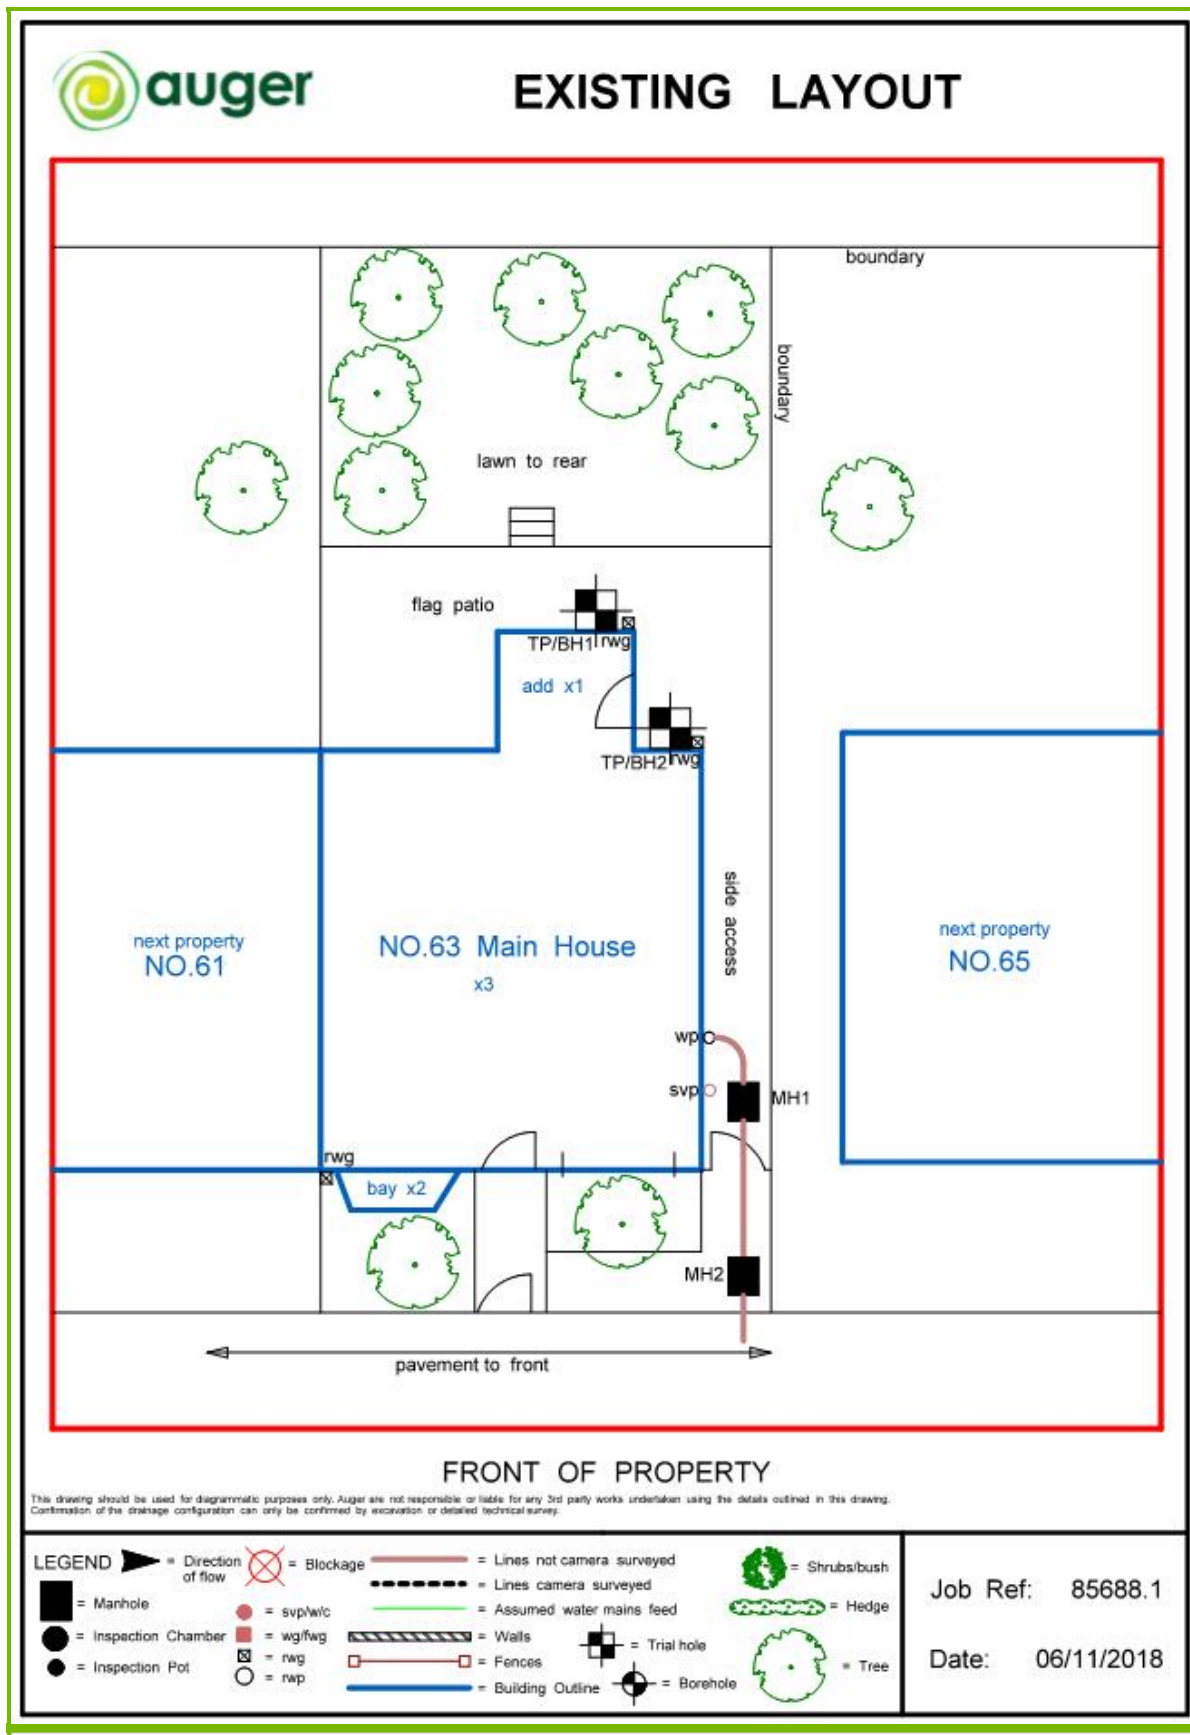 auger
EXISTING LAYOUT
boundary
boundary
lawn to rear
flag patio
TP/BH1
rwg
add x1
TP/BH2
rwg
side access
next property
NO.61
NO.63 Main House
x3
next property
NO.65
wp
svp
MH1
rwg
bay x2
MH2
pavement to front
FRONT OF PROPERTY
This drawing should be used for diagrammatic purposes only. Auger are not responsible or liable for any 3rd party works undertaken using the details outlined in this drawing.
Confirmation of the drainage configuration can only be confirmed by excavation or detailed technical survey.
LEGEND
= Direction
of flow
= Blockage
= Manhole
= Inspection Chamber
= Inspection Pot
= svp/w/c
= wg/fwg
= rwg
= rwp
= Lines not camera surveyed
= Lines camera surveyed
= Assumed water mains feed
= Walls
= Fences
= Building Outline
= Trial hole
= Borehole
= Shrubs/bush
= Hedge
= Tree
Job Ref: 85688.1
Date: 06/11/2018